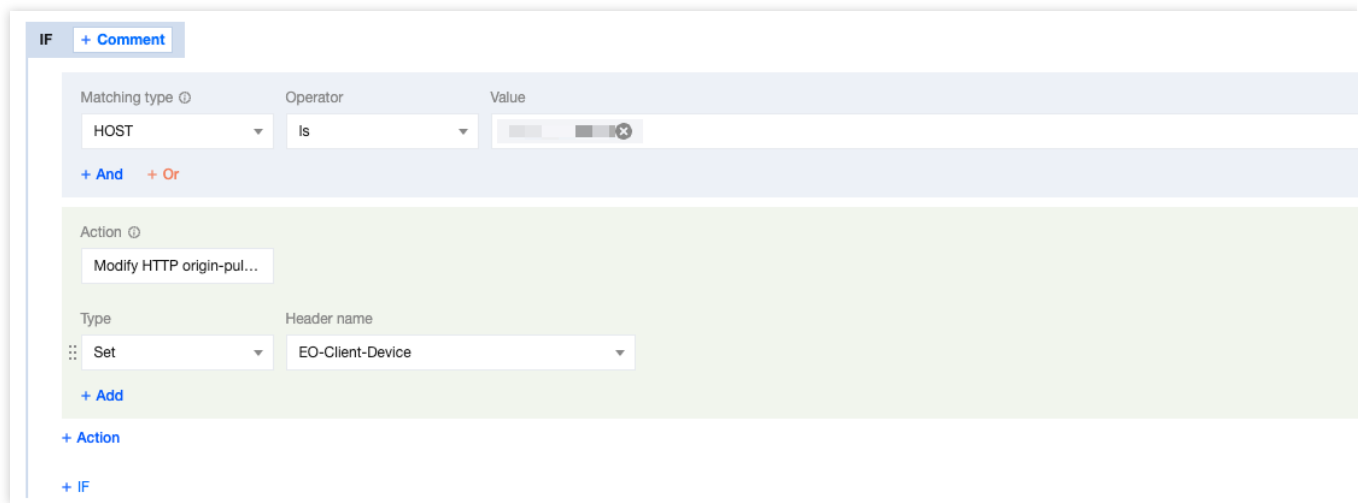 IF + Comment
Matching type Operator Value
HOST Is
+ And + Or
Action
Modify HTTP origin-pul...
Type Header name
Set EO-Client-Device
+ Add
+ Action
+ IF